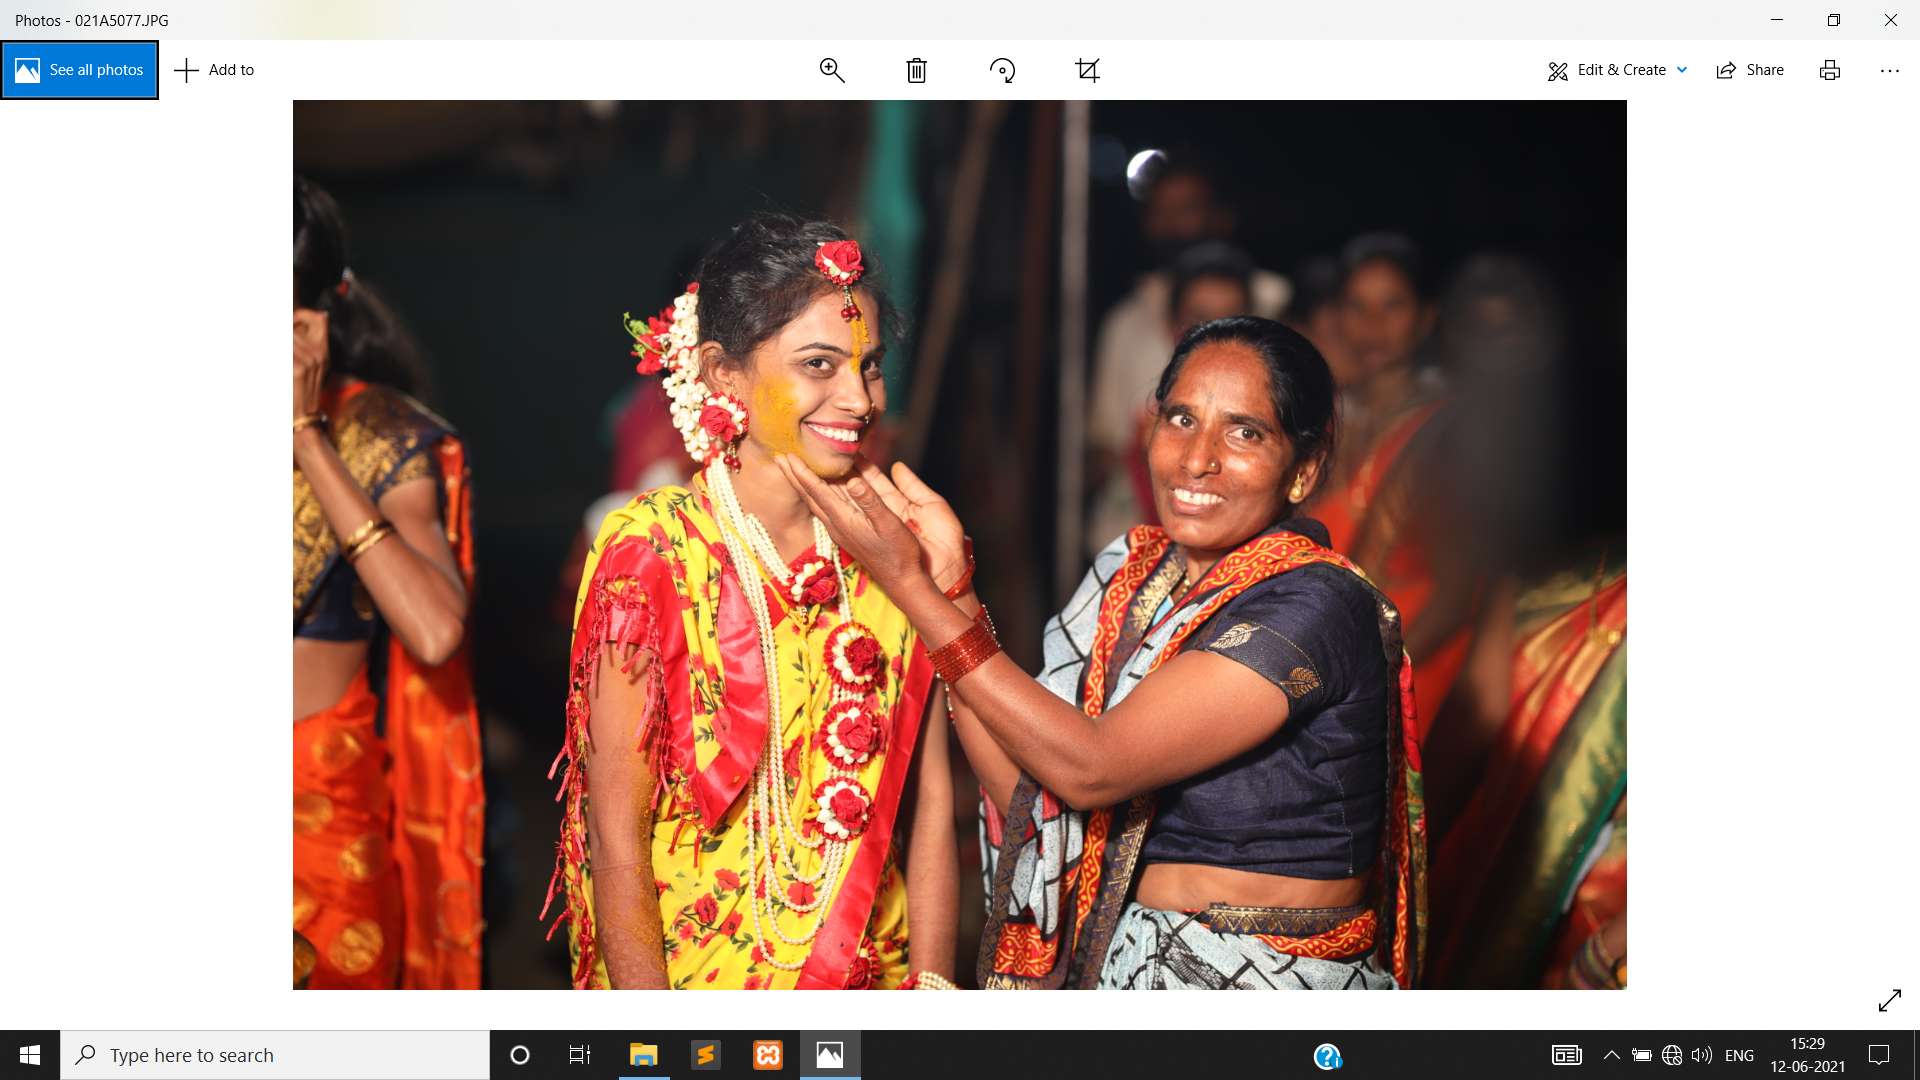 Photos - 021A5077.JPG
See all photos
Add to
Edit & Create
Share
Type here to search
ENG
15:29
12-06-2021